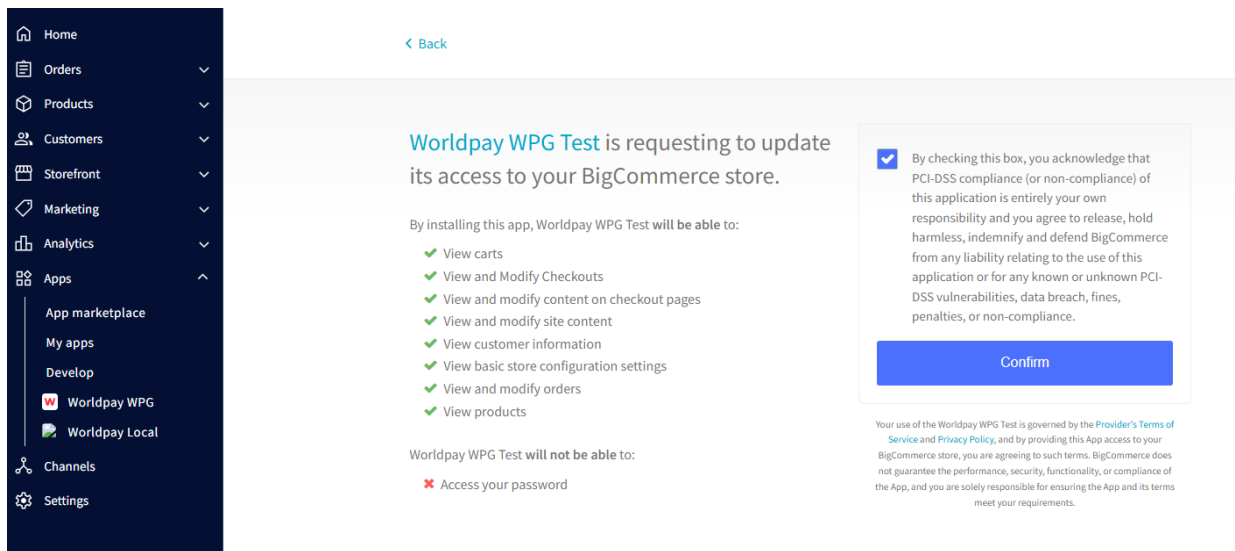 Home
Orders
Products
Customers
Storefront
Marketing
Analytics
Apps
App marketplace
My apps
Develop
W Worldpay WPG
Worldpay Local
Channels
Settings
Back
Worldpay WPG Test is requesting to update
its access to your BigCommerce store.
By installing this app, Worldpay WPG Test will be able to:
View carts
View and Modify Checkouts
View and modify content on checkout pages
View and modify site content
View customer information
View basic store configuration settings
View and modify orders
View products
Worldpay WPG Test will not be able to:
Access your password
By checking this box, you acknowledge that
PCI-DSS compliance (or non-compliance) of
this application is entirely your own
responsibility and you agree to release, hold
harmless, indemnify and defend BigCommerce
from any liability relating to the use of this
application or for any known or unknown PCI-
DSS vulnerabilities, data breach, fines,
penalties, or non-compliance.
Confirm
Your use of the Worldpay WPG Test is governed by the Provider's Terms of
Service and Privacy Policy, and by providing this App access to your
BigCommerce store, you are agreeing to such terms. BigCommerce does
not guarantee the performance, security, functionality, or compliance of
the App, and you are solely responsible for ensuring the App and its terms
meet your requirements.